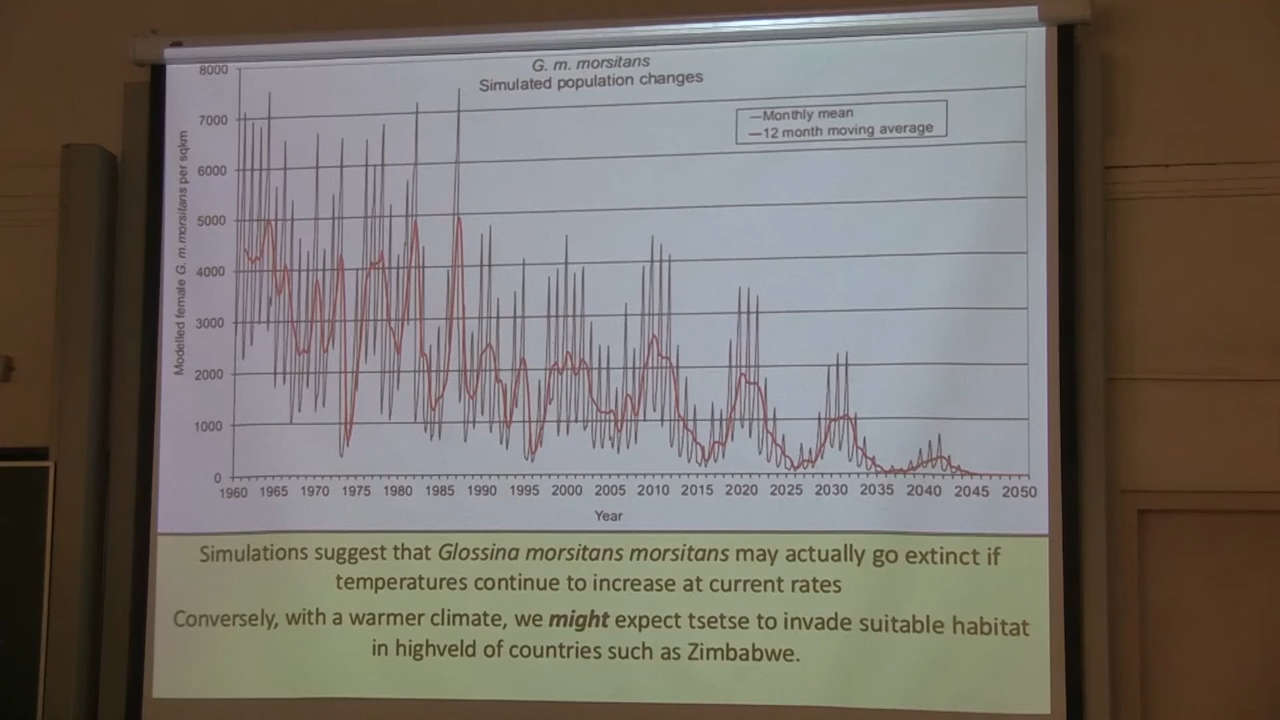 G. m. morsitans
Simulated population changes
Monthly mean
12 month moving average
Modelled female G. m.morsitans per sqkm
8000
7000
6000
5000
4000
3000
2000
1000
0
1960 1965 1970 1975 1980 1985 1990 1995 2000 2005 2010 2015 2020 2025 2030 2035 2040 2045 2050
Year
Simulations suggest that Glossina morsitans morsitans may actually go extinct if
temperatures continue to increase at current rates
Conversely, with a warmer climate, we might expect tsetse to invade suitable habitat
in highveld of countries such as Zimbabwe.